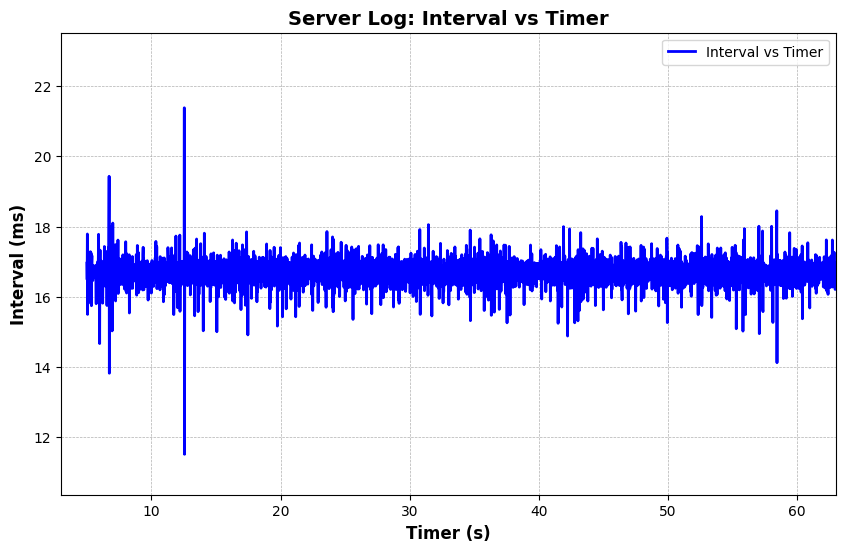 Server Log: Interval vs Timer
Interval vs Timer
22
20
18
16
14
12
Interval (ms)
10 20 30 40 50 60
Timer (s)